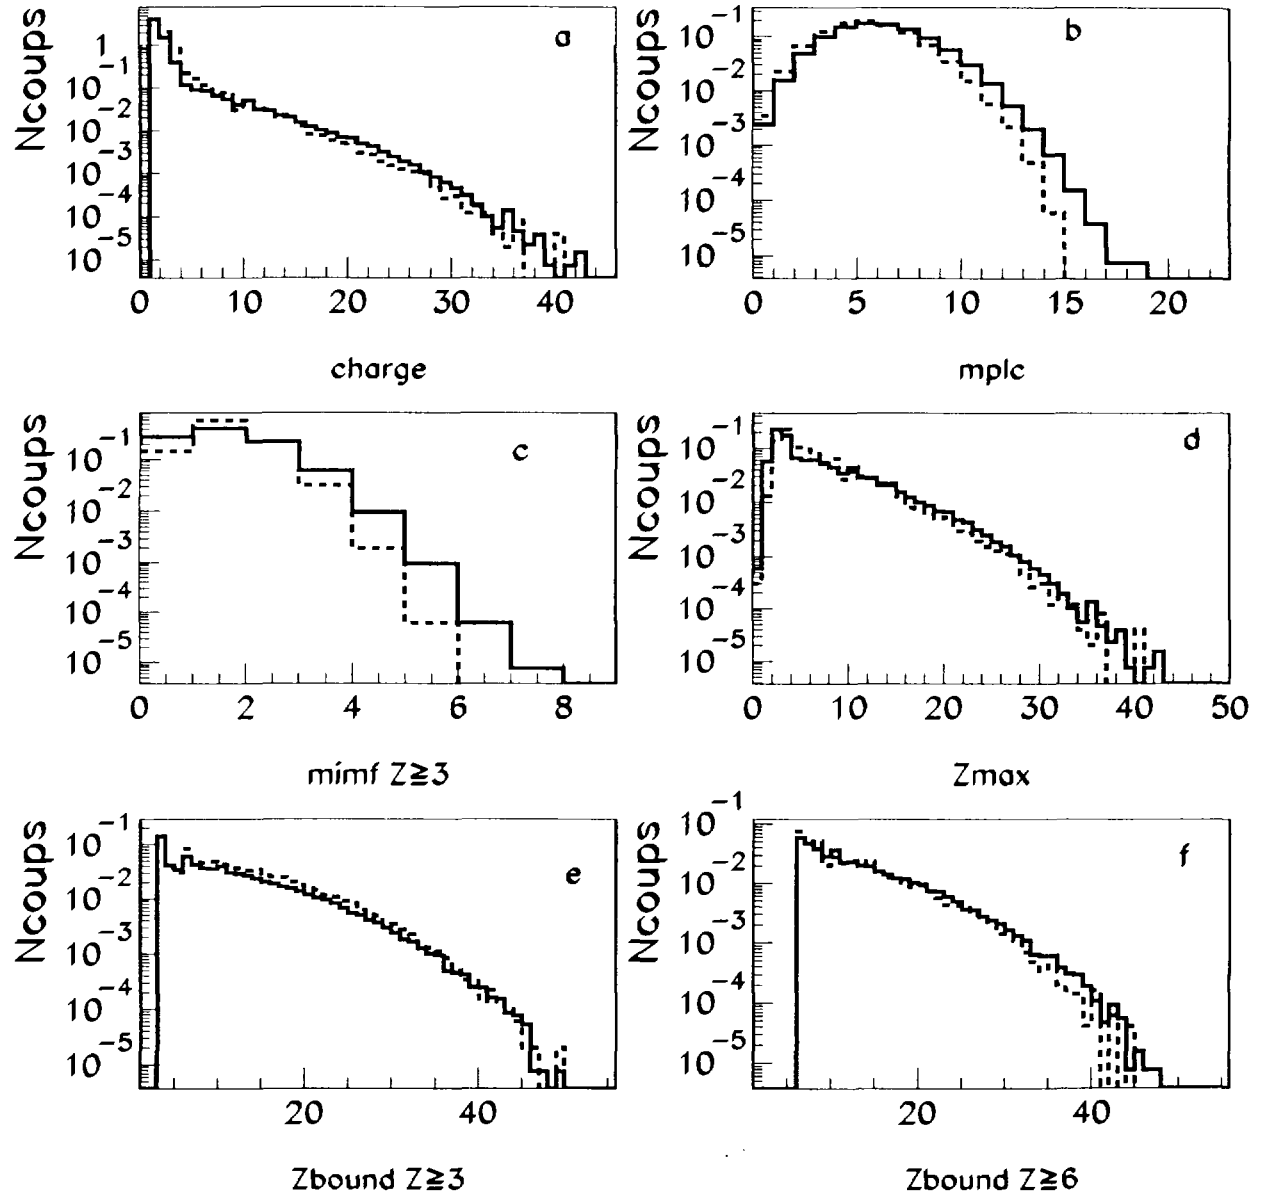 Ncoups
a
1
10 -1
10 -2
10 -3
10 -4
10 -5
0 10 20 30 40
charge
Ncoups
b
10 -1
10 -2
10 -3
10 -4
10 -5
0 5 10 15 20
mplc
Ncoups
c
10 -1
10 -2
10 -3
10 -4
10 -5
0 2 4 6 8
mimf Z≧3
Ncoups
d
10 -1
10 -2
10 -3
10 -4
10 -5
0 10 20 30 40 50
Zmax
Ncoups
e
10 -1
10 -2
10 -3
10 -4
10 -5
20 40
Zbound Z≧3
Ncoups
f
10 -1
10 -2
10 -3
10 -4
10 -5
20 40
Zbound Z≧6